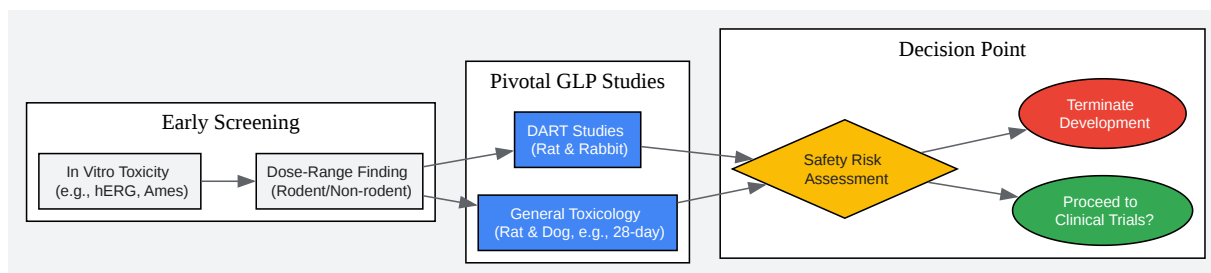 Early Screening
In Vitro Toxicity
(e.g., hERG, Ames)
Dose-Range Finding
(Rodent/Non-rodent)
Pivotal GLP Studies
DART Studies
(Rat & Rabbit)
General Toxicology
(Rat & Dog, e.g., 28-day)
Decision Point
Safety Risk
Assessment
Terminate
Development
Proceed to
Clinical Trials?